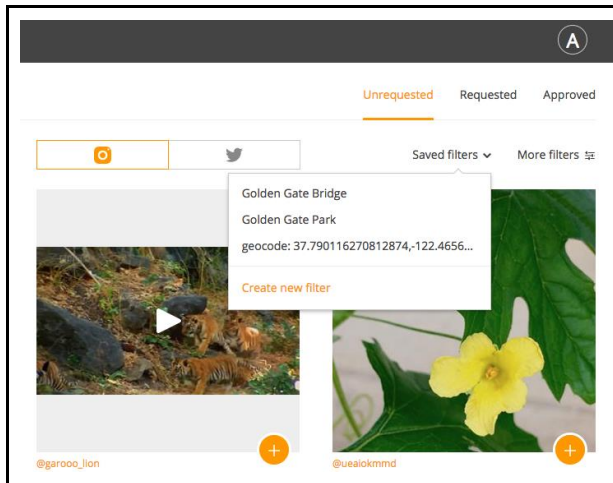 A
Unrequested Requested Approved
Saved filters More filters
Golden Gate Bridge
Golden Gate Park
geocode: 37.790116270812874,-122.4656...
Create new filter
@garooo_lion @ueaiokmmd